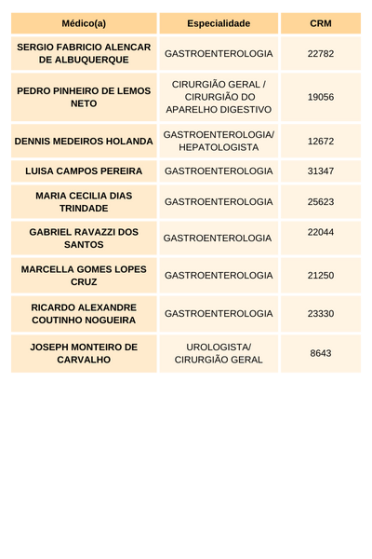 Médico(a) Especialidade CRM
SERGIO FABRICIO ALENCAR
DE ALBUQUERQUE
GASTROENTEROLOGIA
22782
PEDRO PINHEIRO DE LEMOS
NETO
CIRURGIÃO GERAL /
CIRURGIÃO DO
APARELHO DIGESTIVO
19056
DENNIS MEDEIROS HOLANDA
GASTROENTEROLOGIA/
HEPATOLOGISTA
12672
LUISA CAMPOS PEREIRA
GASTROENTEROLOGIA
31347
MARIA CECILIA DIAS
TRINDADE
GASTROENTEROLOGIA
25623
GABRIEL RAVAZZI DOS
SANTOS
GASTROENTEROLOGIA
22044
MARCELLA GOMES LOPES
CRUZ
GASTROENTEROLOGIA
21250
RICARDO ALEXANDRE
COUTINHO NOGUEIRA
GASTROENTEROLOGIA
23330
JOSEPH MONTEIRO DE
CARVALHO
UROLOGISTA/
CIRURGIÃO GERAL
8643